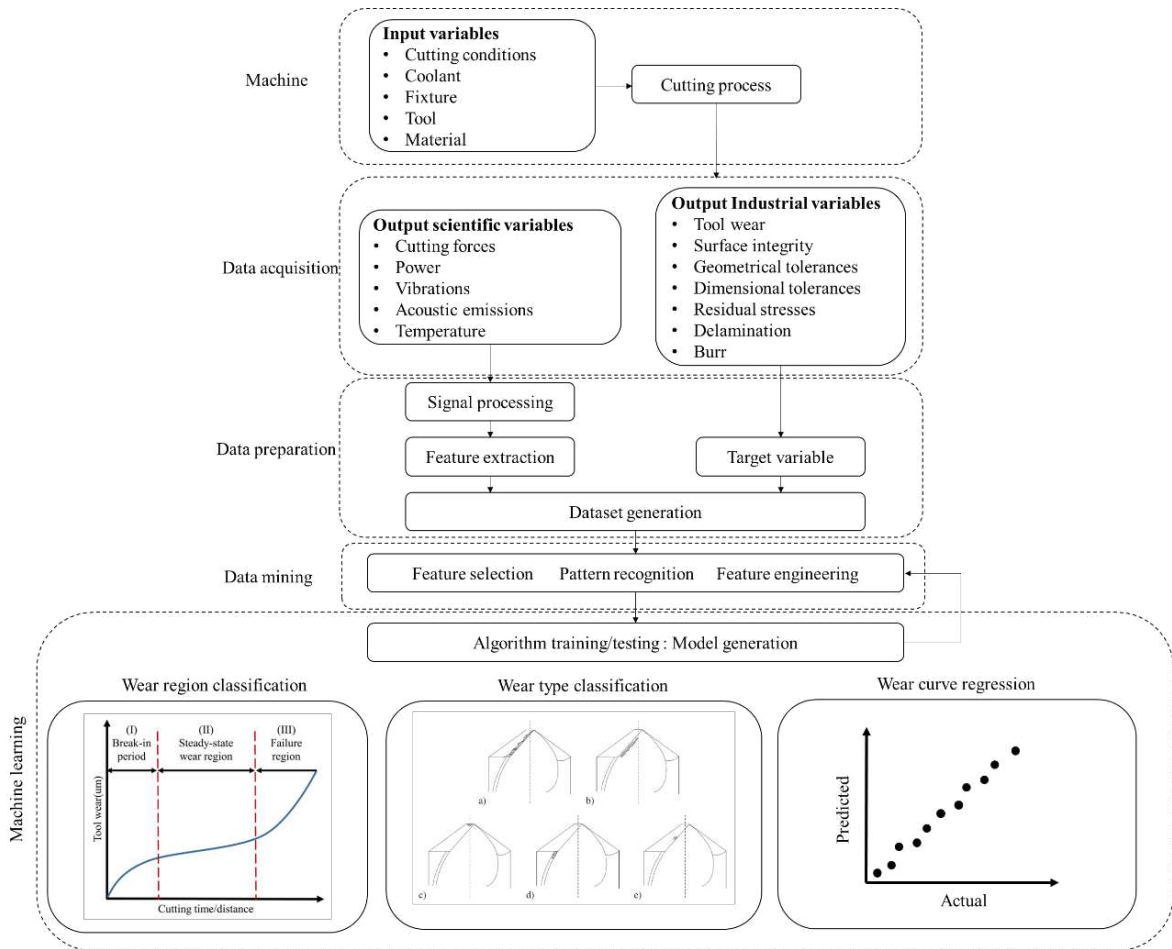 Machine
Input variables
• Cutting conditions
• Coolant
• Fixture
• Tool
• Material
Cutting process
Data acquisition
Output scientific variables
• Cutting forces
• Power
• Vibrations
• Acoustic emissions
• Temperature
Output Industrial variables
• Tool wear
• Surface integrity
• Geometrical tolerances
• Dimensional tolerances
• Residual stresses
• Delamination
• Burr
Data preparation
Signal processing
Feature extraction
Target variable
Dataset generation
Data mining
Feature selection Pattern recognition Feature engineering
Machine learning
Algorithm training/testing : Model generation
Wear region classification
(I)
Break-in
period
(II)
Steady-state
wear region
(III)
Failure
region
Tool wear(um)
Cutting time/distance
Wear type classification
a)
b)
c)
d)
e)
Wear curve regression
Predicted
Actual